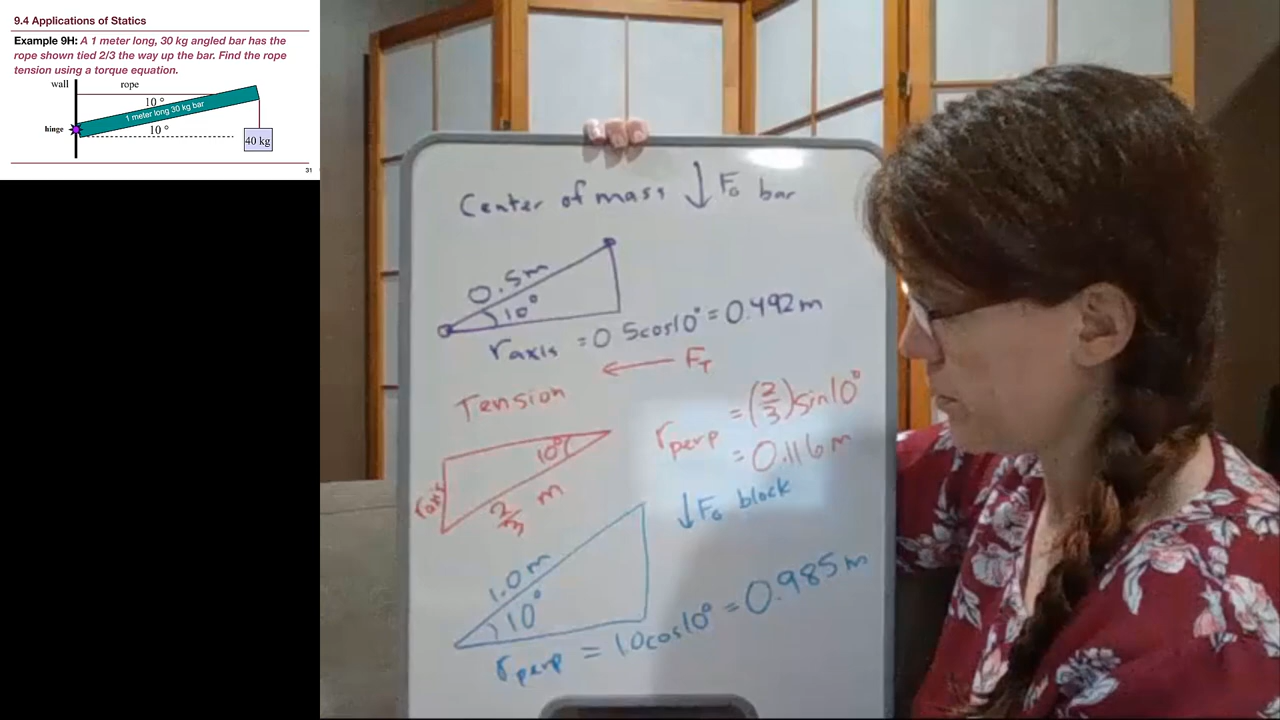 9.4 Applications of Statics
Example 9H: A 1 meter long, 30 kg angled bar has the
rope shown tied 2/3 the way up the bar. Find the rope
tension using a torque equation.
wall
rope
10 °
1 meter long 30 kg bar
hinge
10 °
40 kg
31
Center of mass ↓ FG bar
0.5m
10°
raxis = 0.5cos10° = 0.492m
← FT
Tension
rperp = (2/3)sin10°
= 0.116m
10°
raxis
2/3 m
↓ FG block
1.0m
10°
rperp = 1.0cos10° = 0.985m